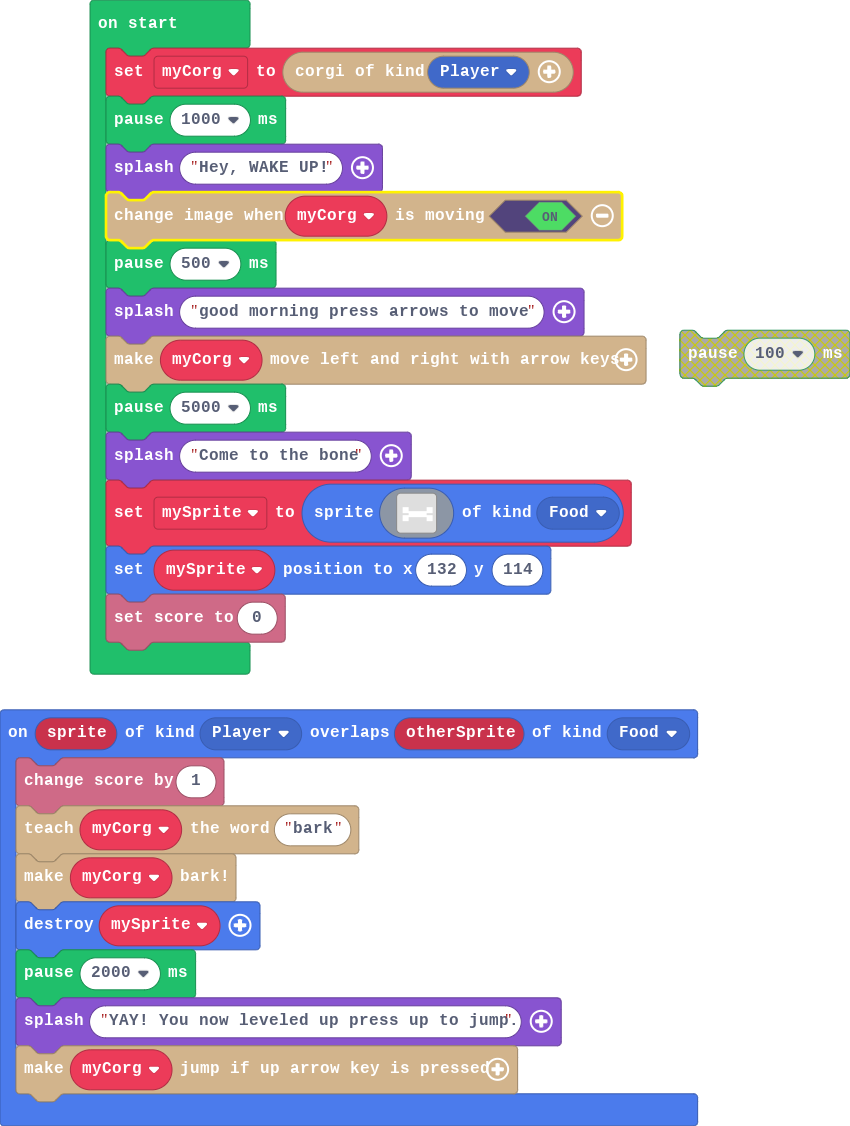 on start
set myCorg to corgi of kind Player
pause 1000 ms
splash "Hey, WAKE UP!"
change image when myCorg is moving ON
pause 500 ms
splash "good morning press arrows to move"
make myCorg move left and right with arrow keys
pause 100 ms
pause 5000 ms
splash "Come to the bone"
set mySprite to sprite of kind Food
set mySprite position to x 132 y 114
set score to 0
on sprite of kind Player overlaps otherSprite of kind Food
change score by 1
teach myCorg the word "bark"
make myCorg bark!
destroy mySprite
pause 2000 ms
splash "YAY! You now leveled up press up to jump."
make myCorg jump if up arrow key is pressed